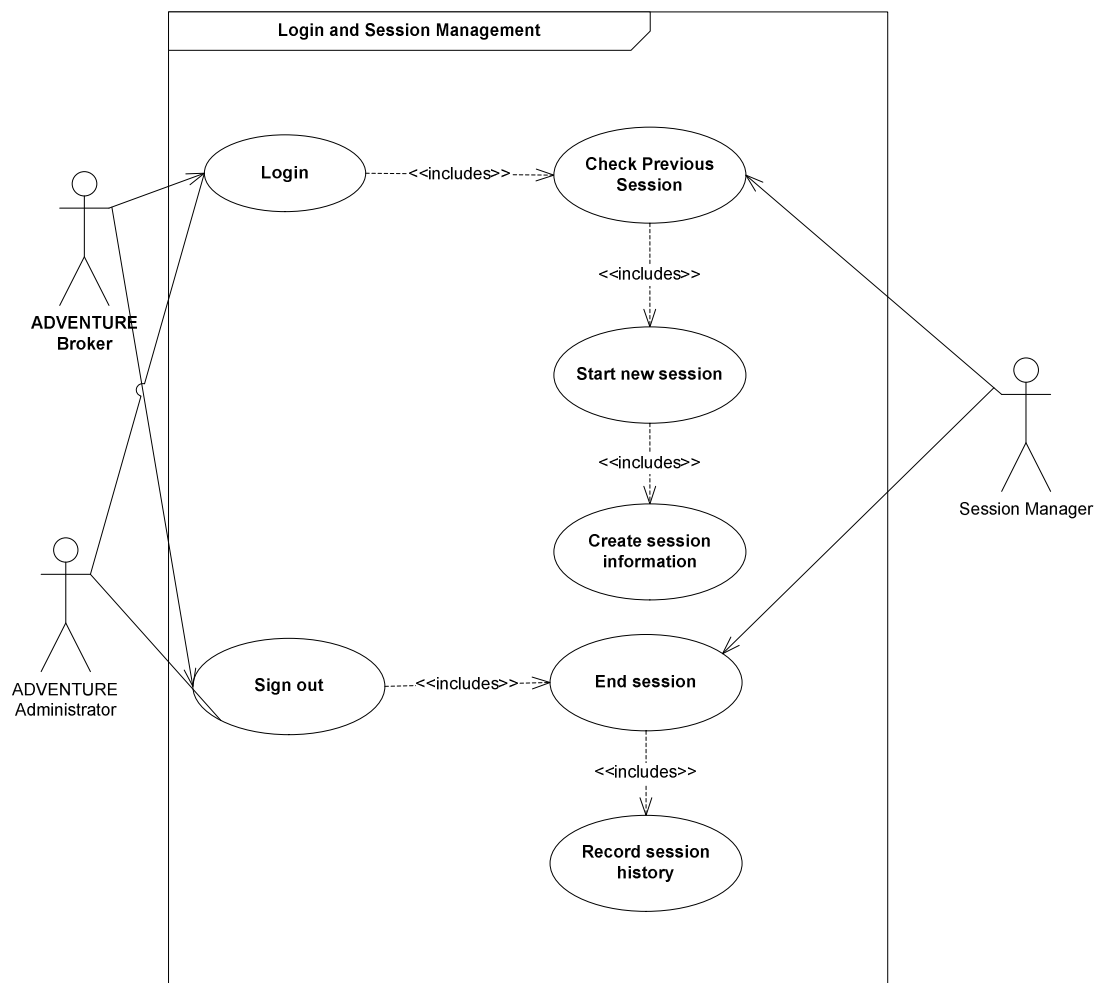 Login and Session Management
Login
<<includes>>
Check Previous
Session
<<includes>>
ADVENTURE
Broker
Start new session
<<includes>>
Session Manager
Create session
information
ADVENTURE
Administrator
Sign out
<<includes>>
End session
<<includes>>
Record session
history